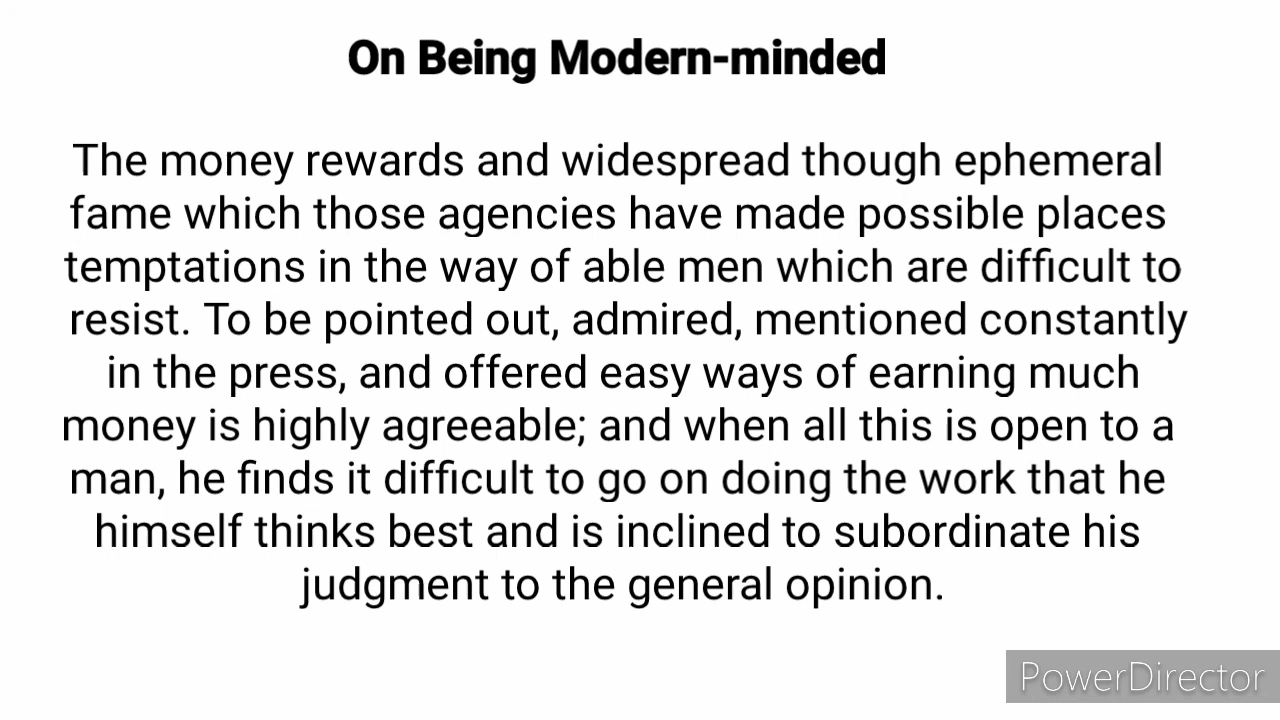 On Being Modern-minded
The money rewards and widespread though ephemeral
fame which those agencies have made possible places
temptations in the way of able men which are difficult to
resist. To be pointed out, admired, mentioned constantly
in the press, and offered easy ways of earning much
money is highly agreeable; and when all this is open to a
man, he finds it difficult to go on doing the work that he
himself thinks best and is inclined to subordinate his
judgment to the general opinion.
PowerDirector